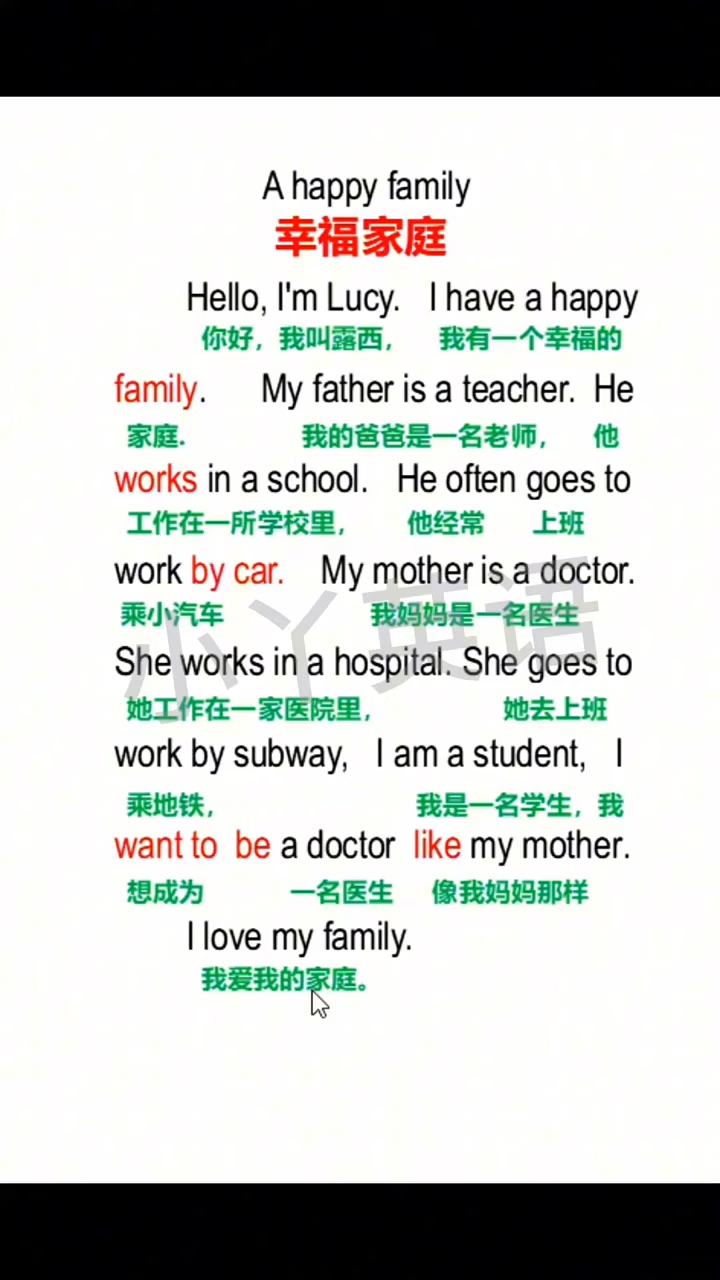 A happy family
幸福家庭
Hello, I'm Lucy. I have a happy
你好，我叫露西， 我有一个幸福的
family. My father is a teacher. He
家庭. 我的爸爸是一名老师， 他
works in a school. He often goes to
工作在一所学校里， 他经常 上班
work by car. My mother is a doctor.
乘小汽车 我妈妈是一名医生
She works in a hospital. She goes to
她工作在一家医院里， 她去上班
work by subway, I am a student, I
乘地铁， 我是一名学生，我
want to be a doctor like my mother.
想成为 一名医生 像我妈妈那样
I love my family.
我爱我的家庭。
小丫英语